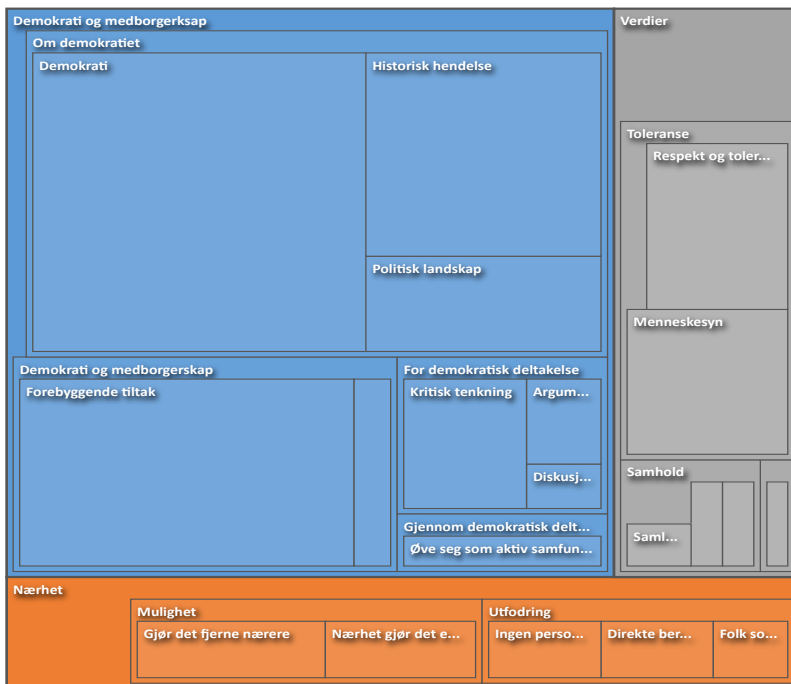 Demokrati og medborgerksap
Om demokratiet
Demokrati
Historisk hendelse
Politisk landskap
Demokrati og medborgerskap
Forebyggende tiltak
For demokratisk deltakelse
Kritisk tenkning
Argum...
Diskusj...
Gjennom demokratisk delt...
Øve seg som aktiv samfun...
Verdier
Toleranse
Respekt og toler...
Menneskesyn
Samhold
Saml...
Nærhet
Mulighet
Gjør det fjerne nærere
Nærhet gjør det e...
Utfodring
Ingen perso...
Direkte ber...
Folk so...